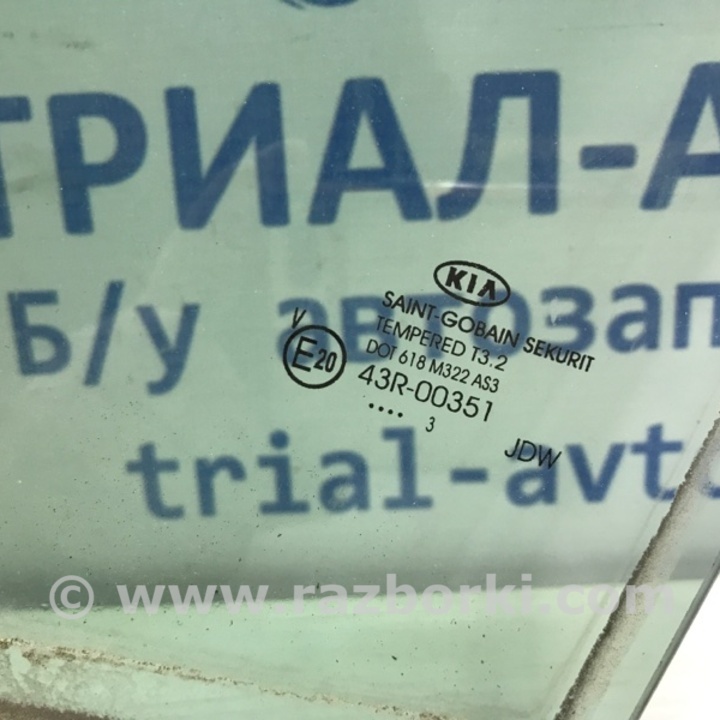 ТРИАЛ-А
Б/у автозап
trial-avt
KIA
SAINT-GOBAIN SEKURIT
TEMPERED T3.2
DOT 618 M322 AS3
43R-00351
V
E20
.... 3
JDW
© www.razborki.com